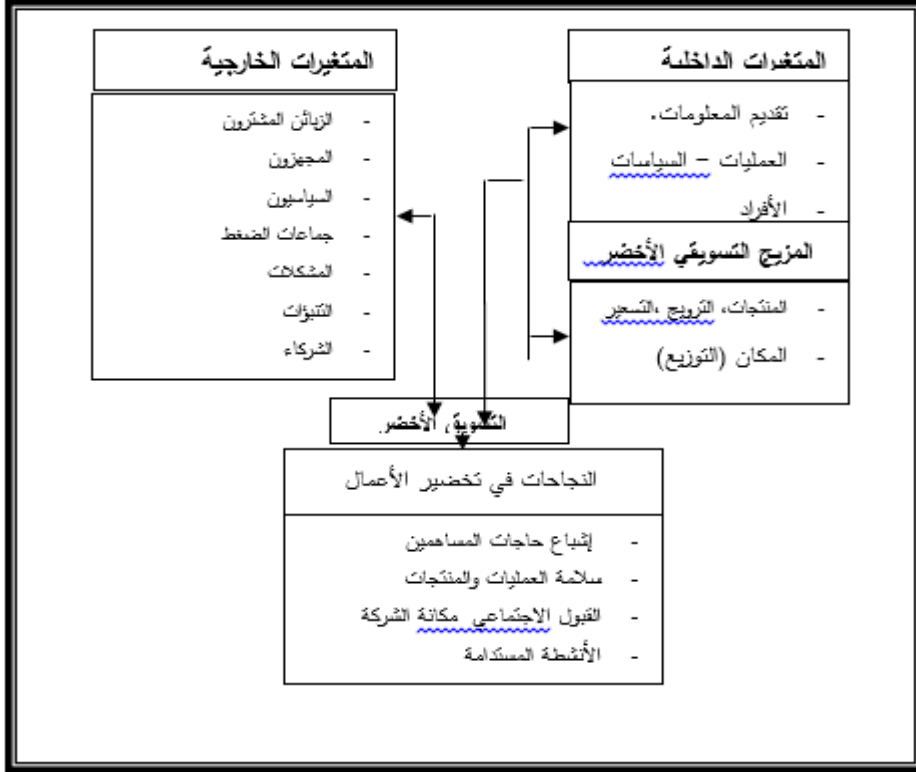 المتغيرات الداخلية
- تقديم المعلومات.
- العمليات – السياسات
- الأفراد
المزيج التسويقي الأخضر
- المنتجات، الترويج ،التسعير
- المكان (التوزيع)
المتغيرات الخارجية
- الزبائن المشترون
- المجهزون
- السياسيون
- جماعات الضغط
- المشكلات
- التنبؤات
- الشركاء
التسويق الأخضر.
النجاحات في تخضير الأعمال
- إشباع حاجات المساهمين
- سلامة العمليات والمنتجات
- القبول الاجتماعي مكانة الشركة
- الأنشطة المستدامة